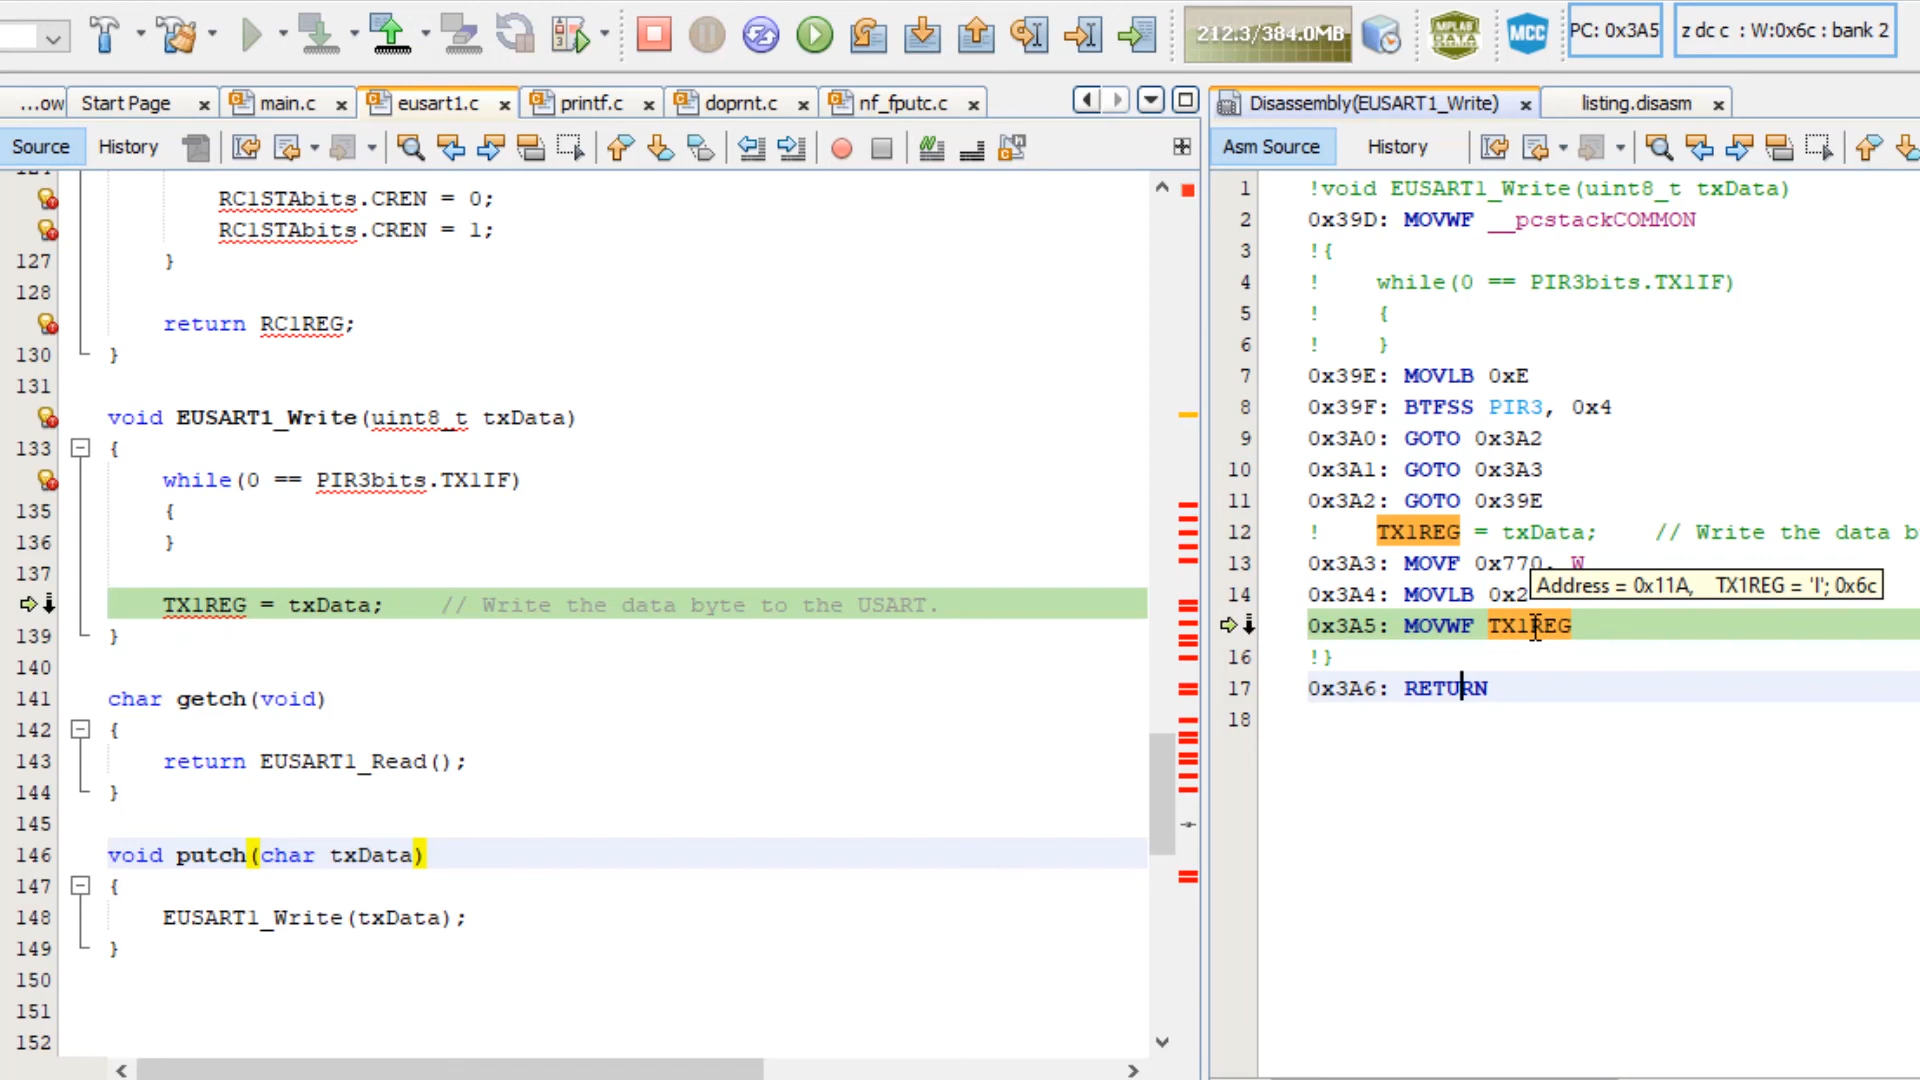 212.3/384.0MB
PC: 0x3A5
z dc c : W:0x6c : bank 2
MCC
...ow Start Page main.c eusart1.c printf.c doprnt.c nf_fputc.c
Source History
RC1STAbits.CREN = 0;
RC1STAbits.CREN = 1;
127 }
128
return RC1REG;
130 }
131
void EUSART1_Write(uint8_t txData)
133 {
while(0 == PIR3bits.TX1IF)
135 {
136 }
137
TX1REG = txData; // Write the data byte to the USART.
139 }
140
141 char getch(void)
142 {
143 return EUSART1_Read();
144 }
145
146 void putch(char txData)
147 {
148 EUSART1_Write(txData);
149 }
150
151
152
Disassembly(EUSART1_Write) listing.disasm
Asm Source History
1 !void EUSART1_Write(uint8_t txData)
2 0x39D: MOVWF __pcstackCOMMON
3 !{
4 ! while(0 == PIR3bits.TX1IF)
5 ! {
6 ! }
7 0x39E: MOVLB 0xE
8 0x39F: BTFSS PIR3, 0x4
9 0x3A0: GOTO 0x3A2
10 0x3A1: GOTO 0x3A3
11 0x3A2: GOTO 0x39E
12 ! TX1REG = txData; // Write the data b
13 0x3A3: MOVF 0x770, W
14 0x3A4: MOVLB 0x2
Address = 0x11A, TX1REG = 'l'; 0x6c
0x3A5: MOVWF TX1REG
16 !}
17 0x3A6: RETURN
18